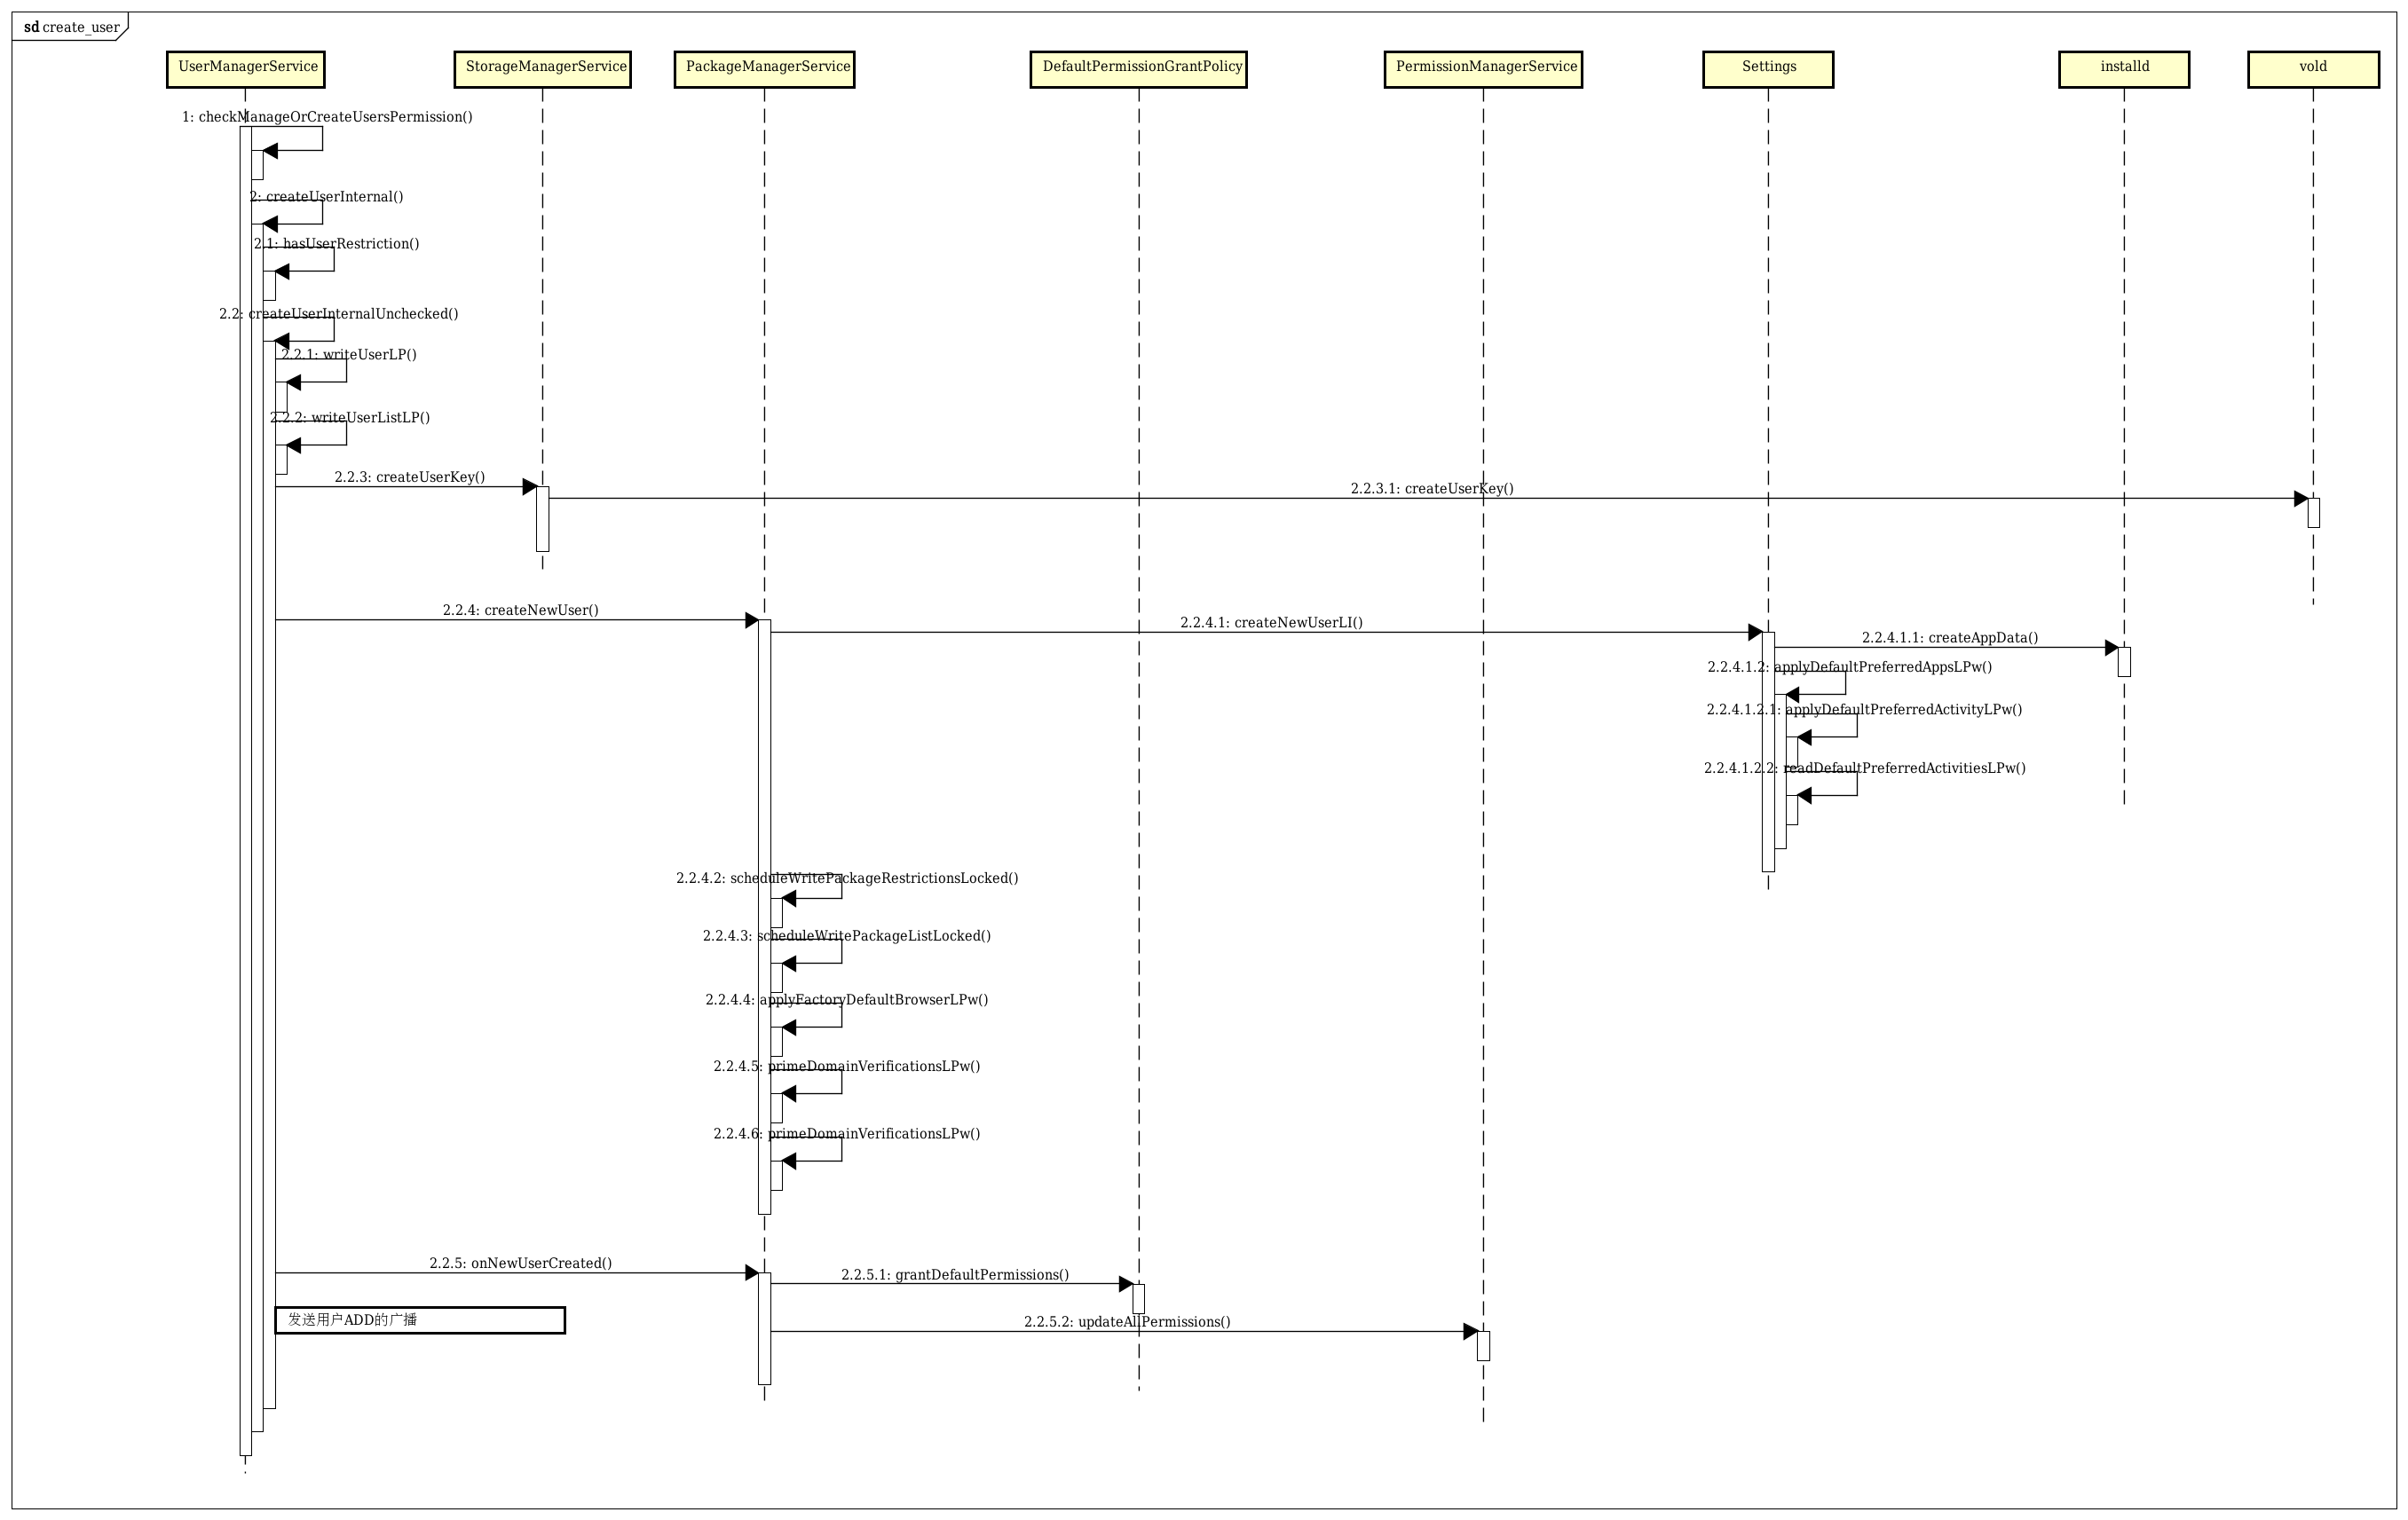 sd create_user
UserManagerService
StorageManagerService
PackageManagerService
DefaultPermissionGrantPolicy
PermissionManagerService
Settings
installd
vold
1: checkManageOrCreateUsersPermission()
2: createUserInternal()
2.1: hasUserRestriction()
2.2: createUserInternalUnchecked()
2.2.1: writeUserLP()
2.2.2: writeUserListLP()
2.2.3: createUserKey()
2.2.3.1: createUserKey()
2.2.4: createNewUser()
2.2.4.1: createNewUserLI()
2.2.4.1.1: createAppData()
2.2.4.1.2: applyDefaultPreferredAppsLPw()
2.2.4.1.2.1: applyDefaultPreferredActivityLPw()
2.2.4.1.2.2: readDefaultPreferredActivitiesLPw()
2.2.4.2: scheduleWritePackageRestrictionsLocked()
2.2.4.3: scheduleWritePackageListLocked()
2.2.4.4: applyFactoryDefaultBrowserLPw()
2.2.4.5: primeDomainVerificationsLPw()
2.2.4.6: primeDomainVerificationsLPw()
2.2.5: onNewUserCreated()
2.2.5.1: grantDefaultPermissions()
发送用户ADD的广播
2.2.5.2: updateAllPermissions()